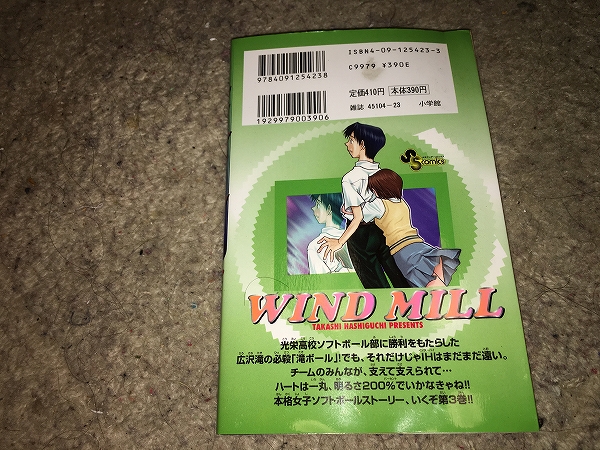 ISBN4-09-125423-3
C9979 ¥390E
9784091254238
定価410円 本体390円
雑誌 45104-23 小学館
1929979003906
S5comics
WIND MILL
TAKASHI HASHIGUCHI PRESENTS
光栄高校ソフトボール部に勝利をもたらした
広沢滝の必殺「滝ボール」!でも、それだけじゃIHはまだまだ遠い。
チームのみんなが、支えて支えられて…
ハートは一丸、明るさ200%でいかなきゃね!!
本格女子ソフトボールストーリー、いくぞ第3巻!!